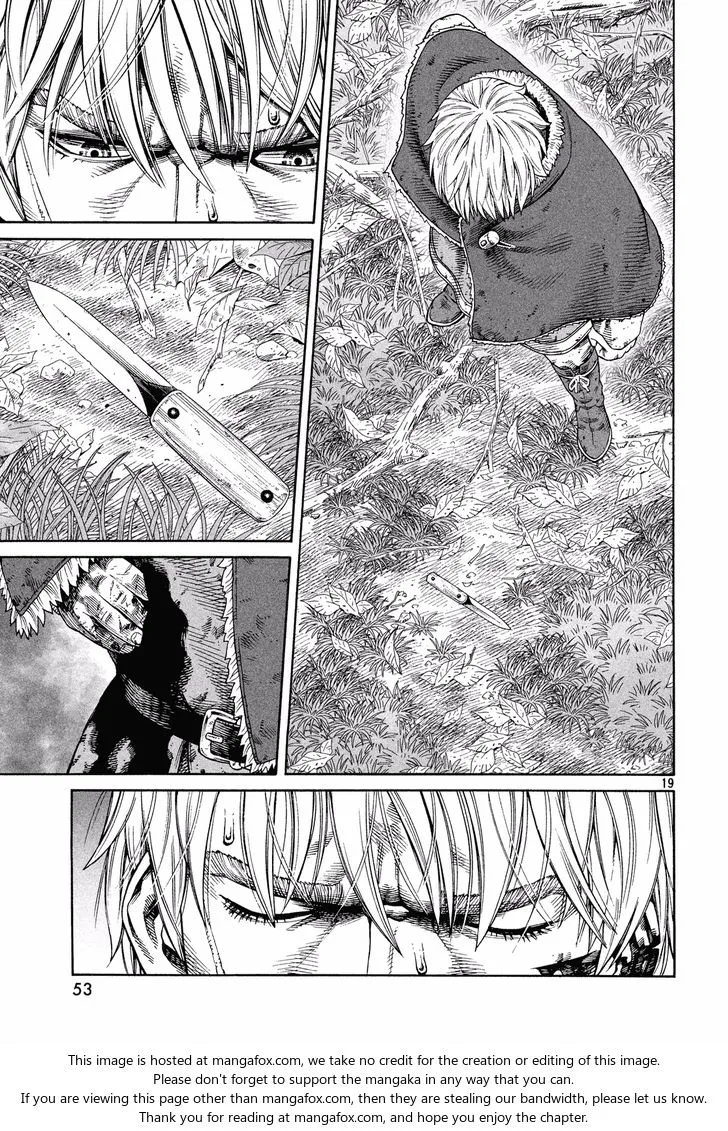 19
53
This image is hosted at mangafox.com, we take no credit for the creation or editing of this image.
Please don't forget to support the mangaka in any way that you can.
If you are viewing this page other than mangafox.com, then they are stealing our bandwidth, please let us know.
Thank you for reading at mangafox.com, and hope you enjoy the chapter.